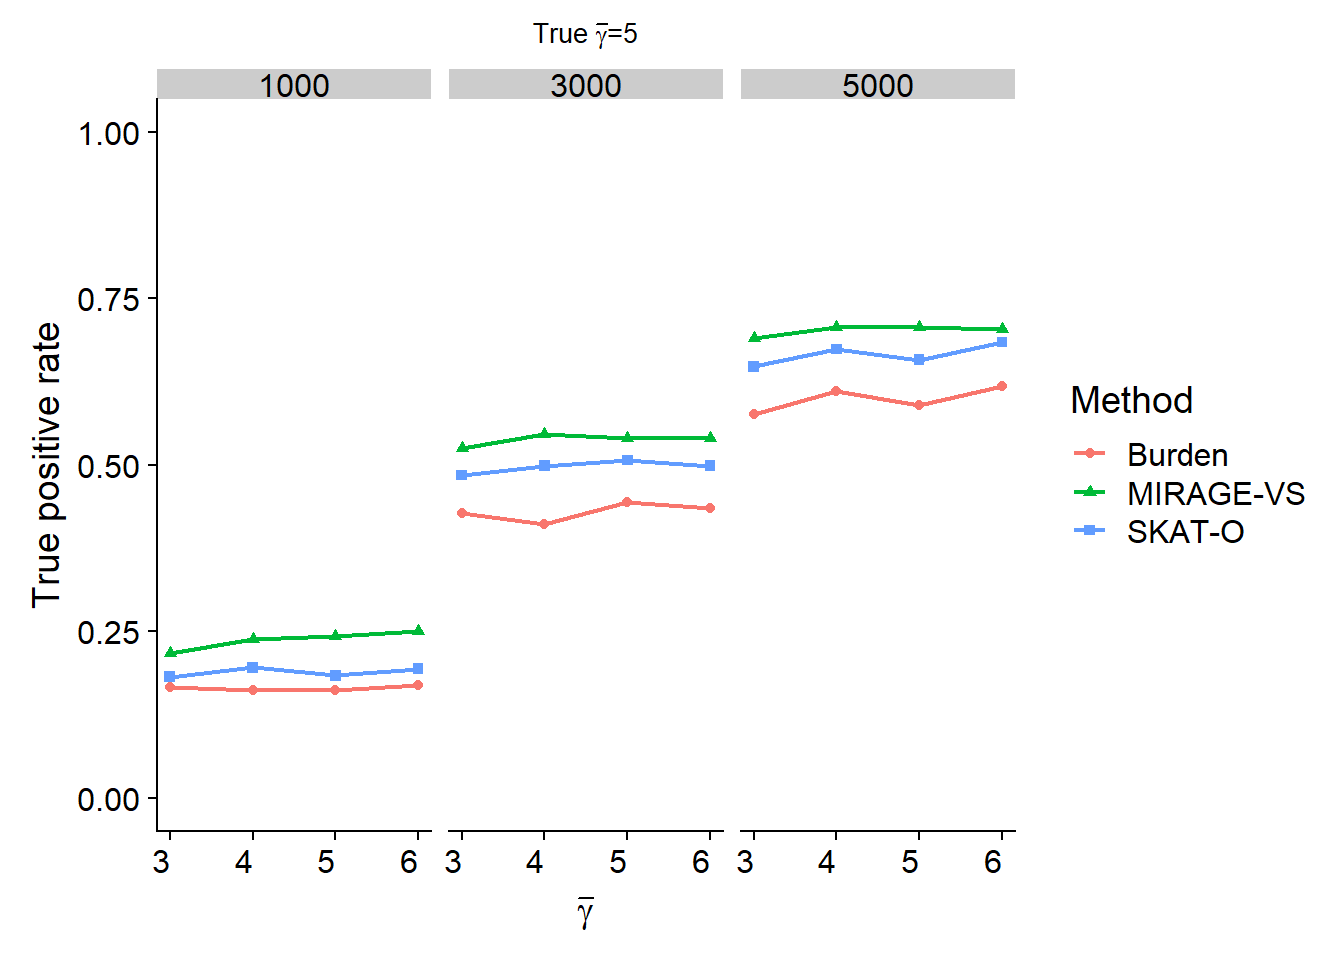 True γ̅=5
1000 3000 5000
1.00
0.75
0.50
0.25
0.00
True positive rate
3 4 5 6 3 4 5 6 3 4 5 6
γ̅
Method
Burden
MIRAGE-VS
SKAT-O